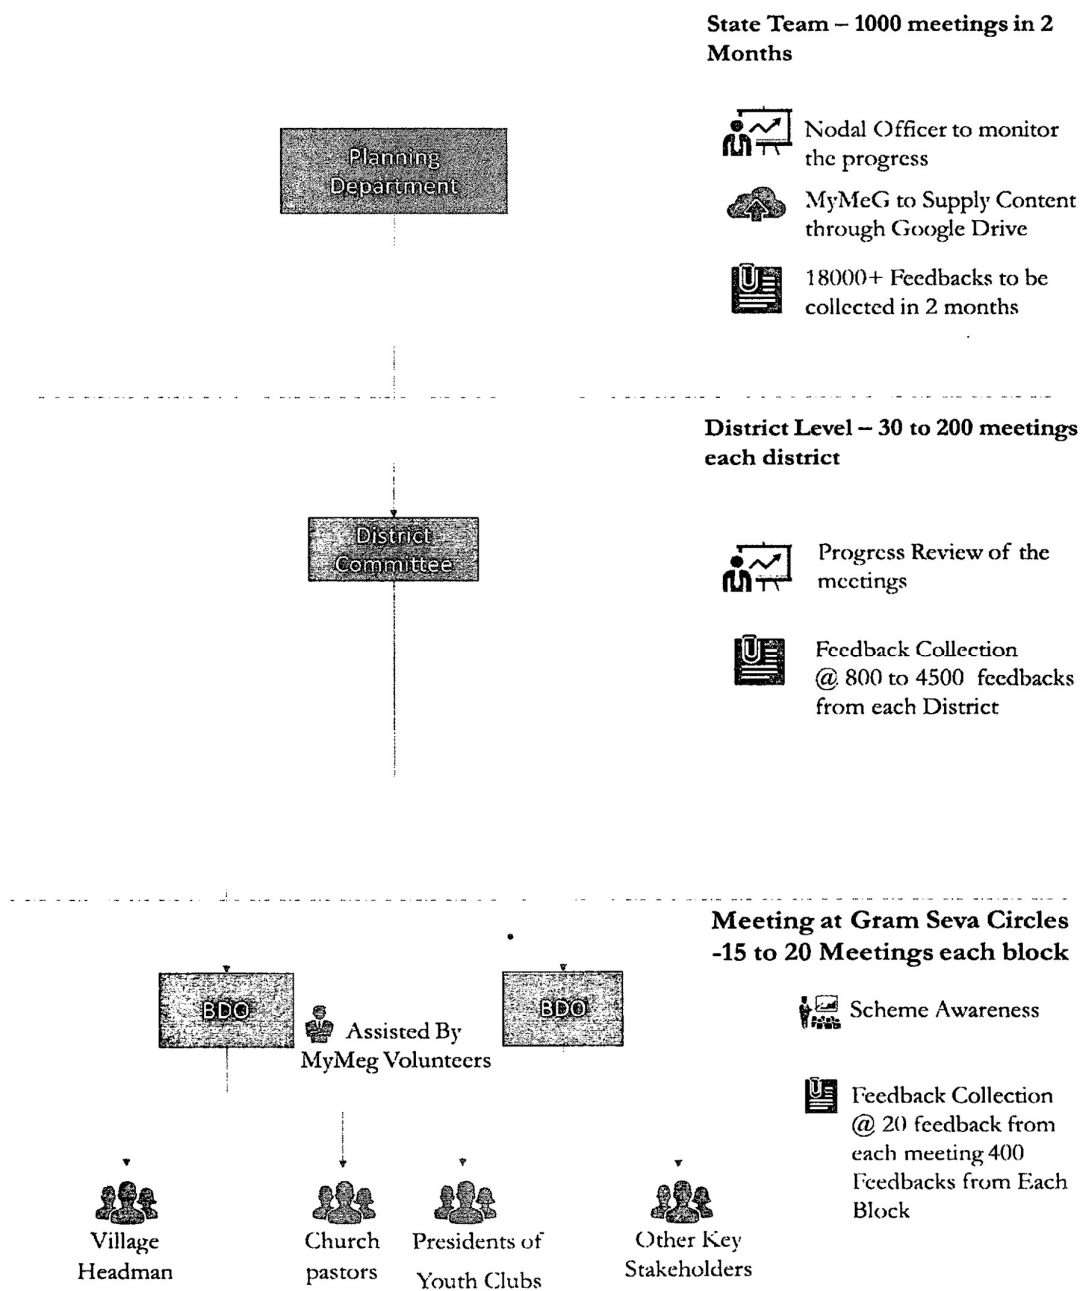 State Team – 1000 meetings in 2
Months
Planning
Department
Nodal Officer to monitor
the progress
MyMeG to Supply Content
through Google Drive
18000+ Feedbacks to be
collected in 2 months
District Level – 30 to 200 meetings
each district
District
Committee
Progress Review of the
meetings
Feedback Collection
@ 800 to 4500 feedbacks
from each District
Meeting at Gram Seva Circles
-15 to 20 Meetings each block
BDO
BDO
Assisted By
MyMeg Volunteers
Scheme Awareness
Feedback Collection
@ 20 feedback from
each meeting 400
Feedbacks from Each
Block
Village
Headman
Church
pastors
Presidents of
Youth Clubs
Other Key
Stakeholders